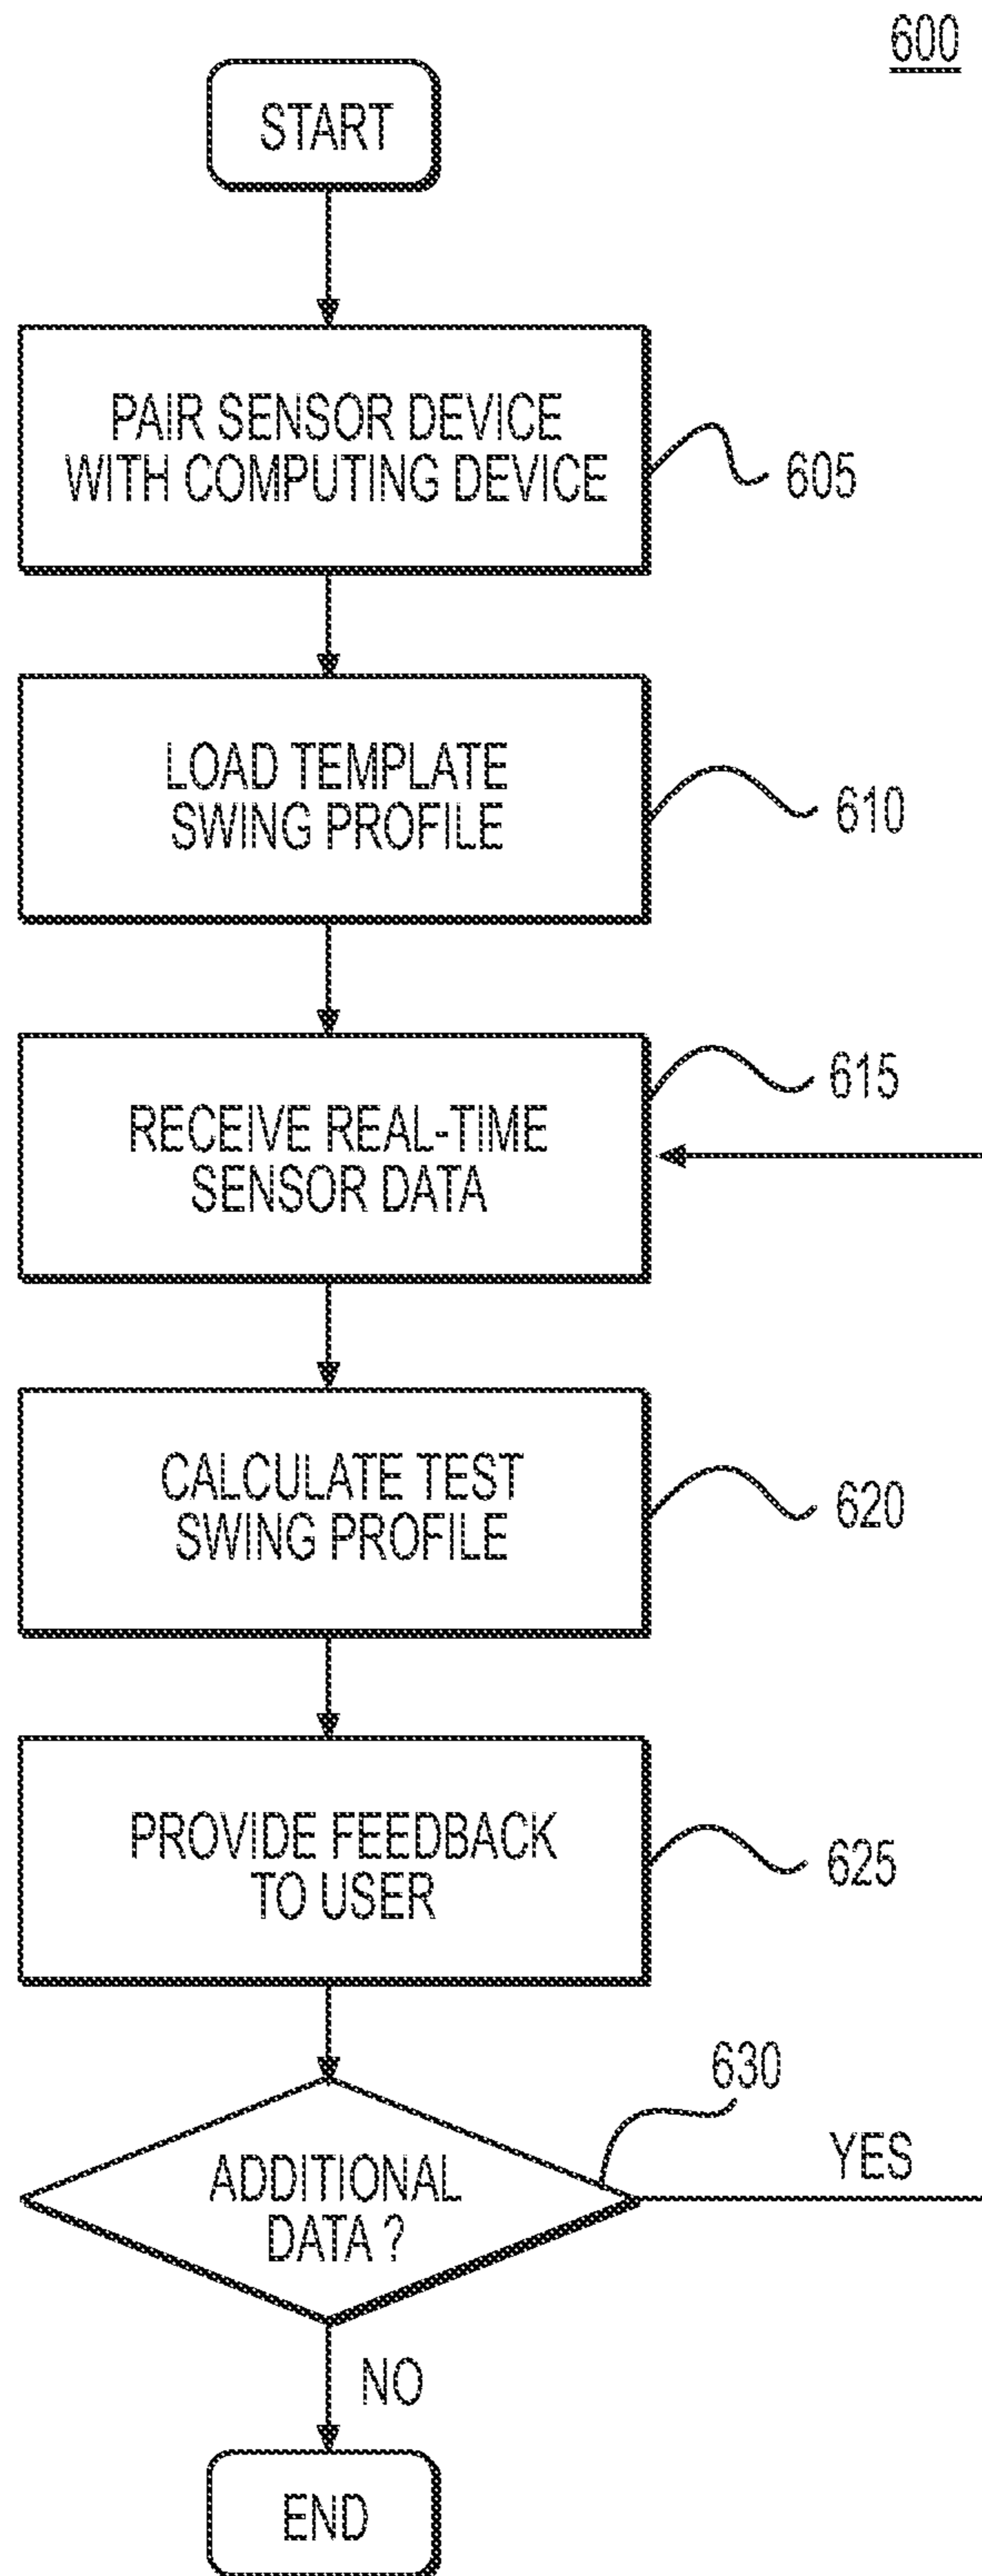 600
START
PAIR SENSOR DEVICE
WITH COMPUTING DEVICE
605
LOAD TEMPLATE
SWING PROFILE
610
RECEIVE REAL-TIME
SENSOR DATA
615
CALCULATE TEST
SWING PROFILE
620
PROVIDE FEEDBACK
TO USER
625
630
ADDITIONAL
DATA ?
YES
NO
END